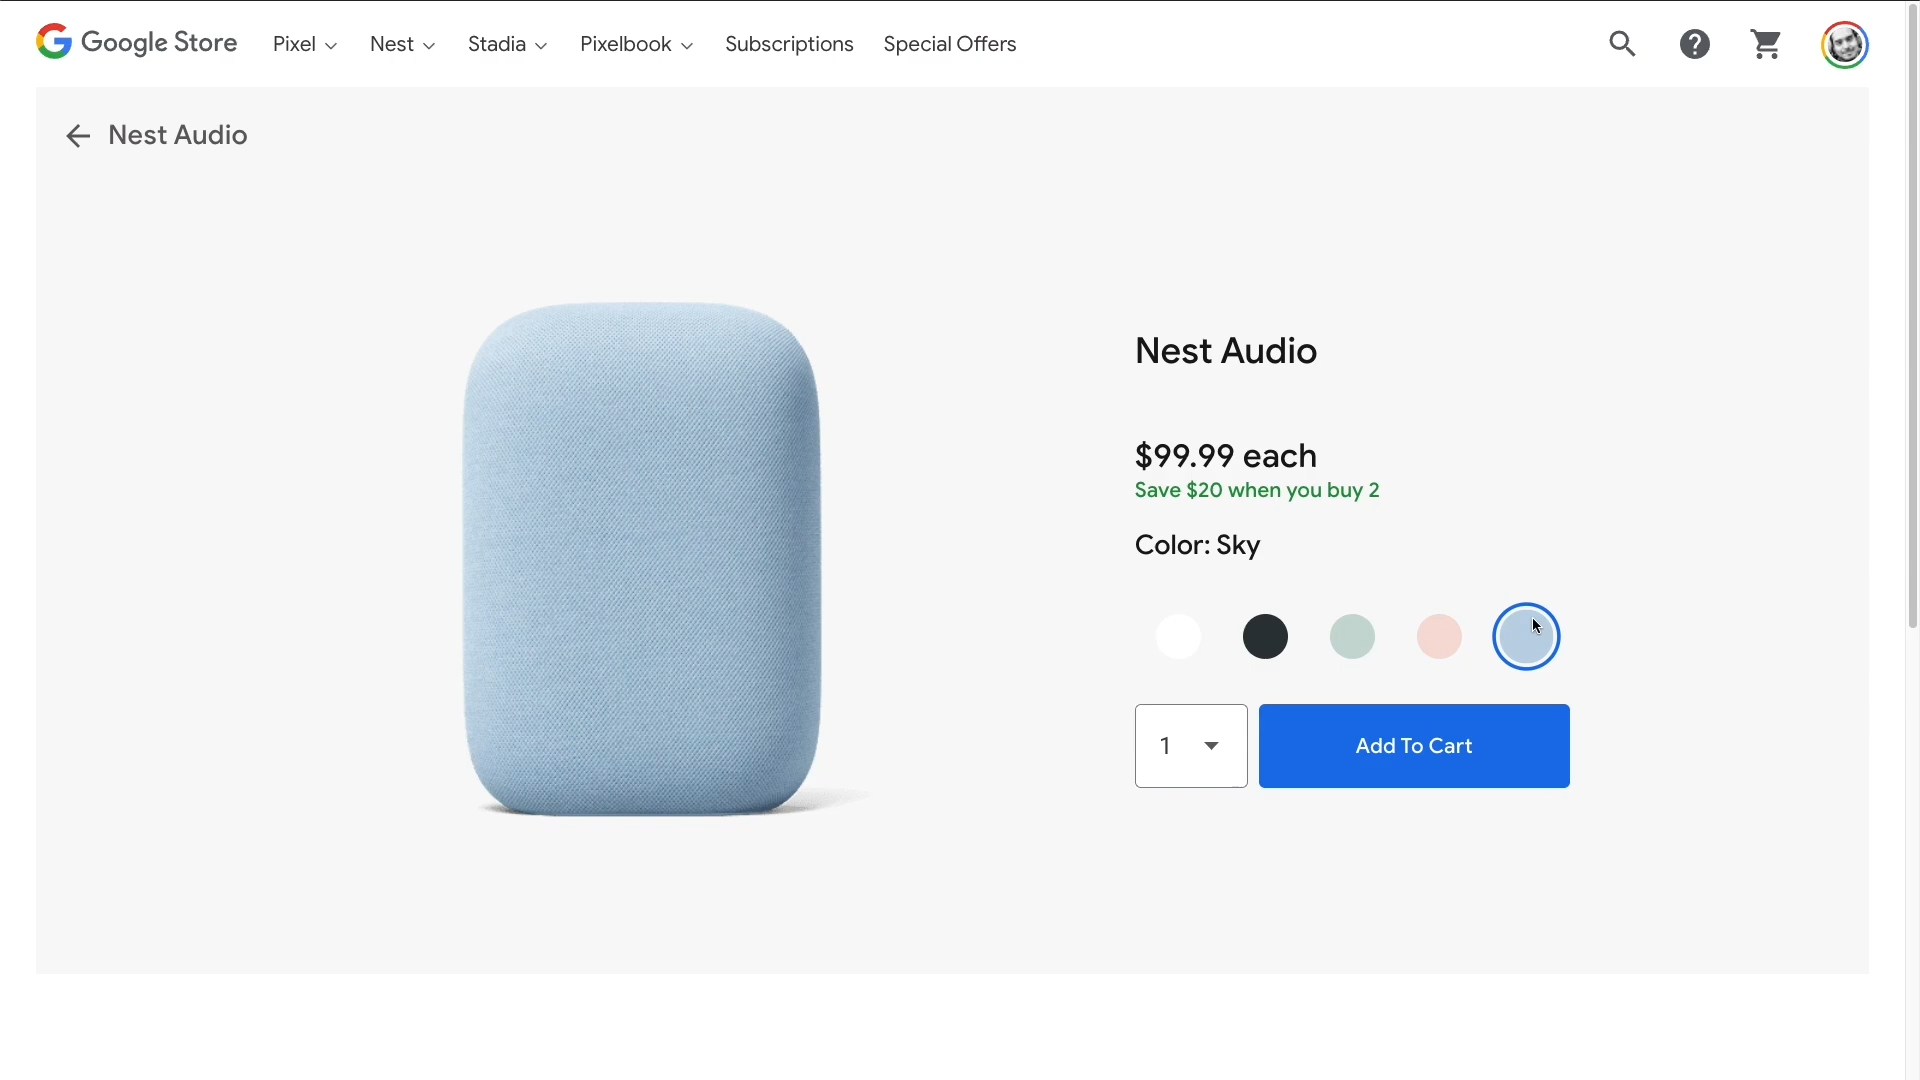 Google Store Pixel Nest Stadia Pixelbook Subscriptions Special Offers ?
Nest Audio
Nest Audio
$99.99 each
Save $20 when you buy 2
Color: Sky
1 Add To Cart